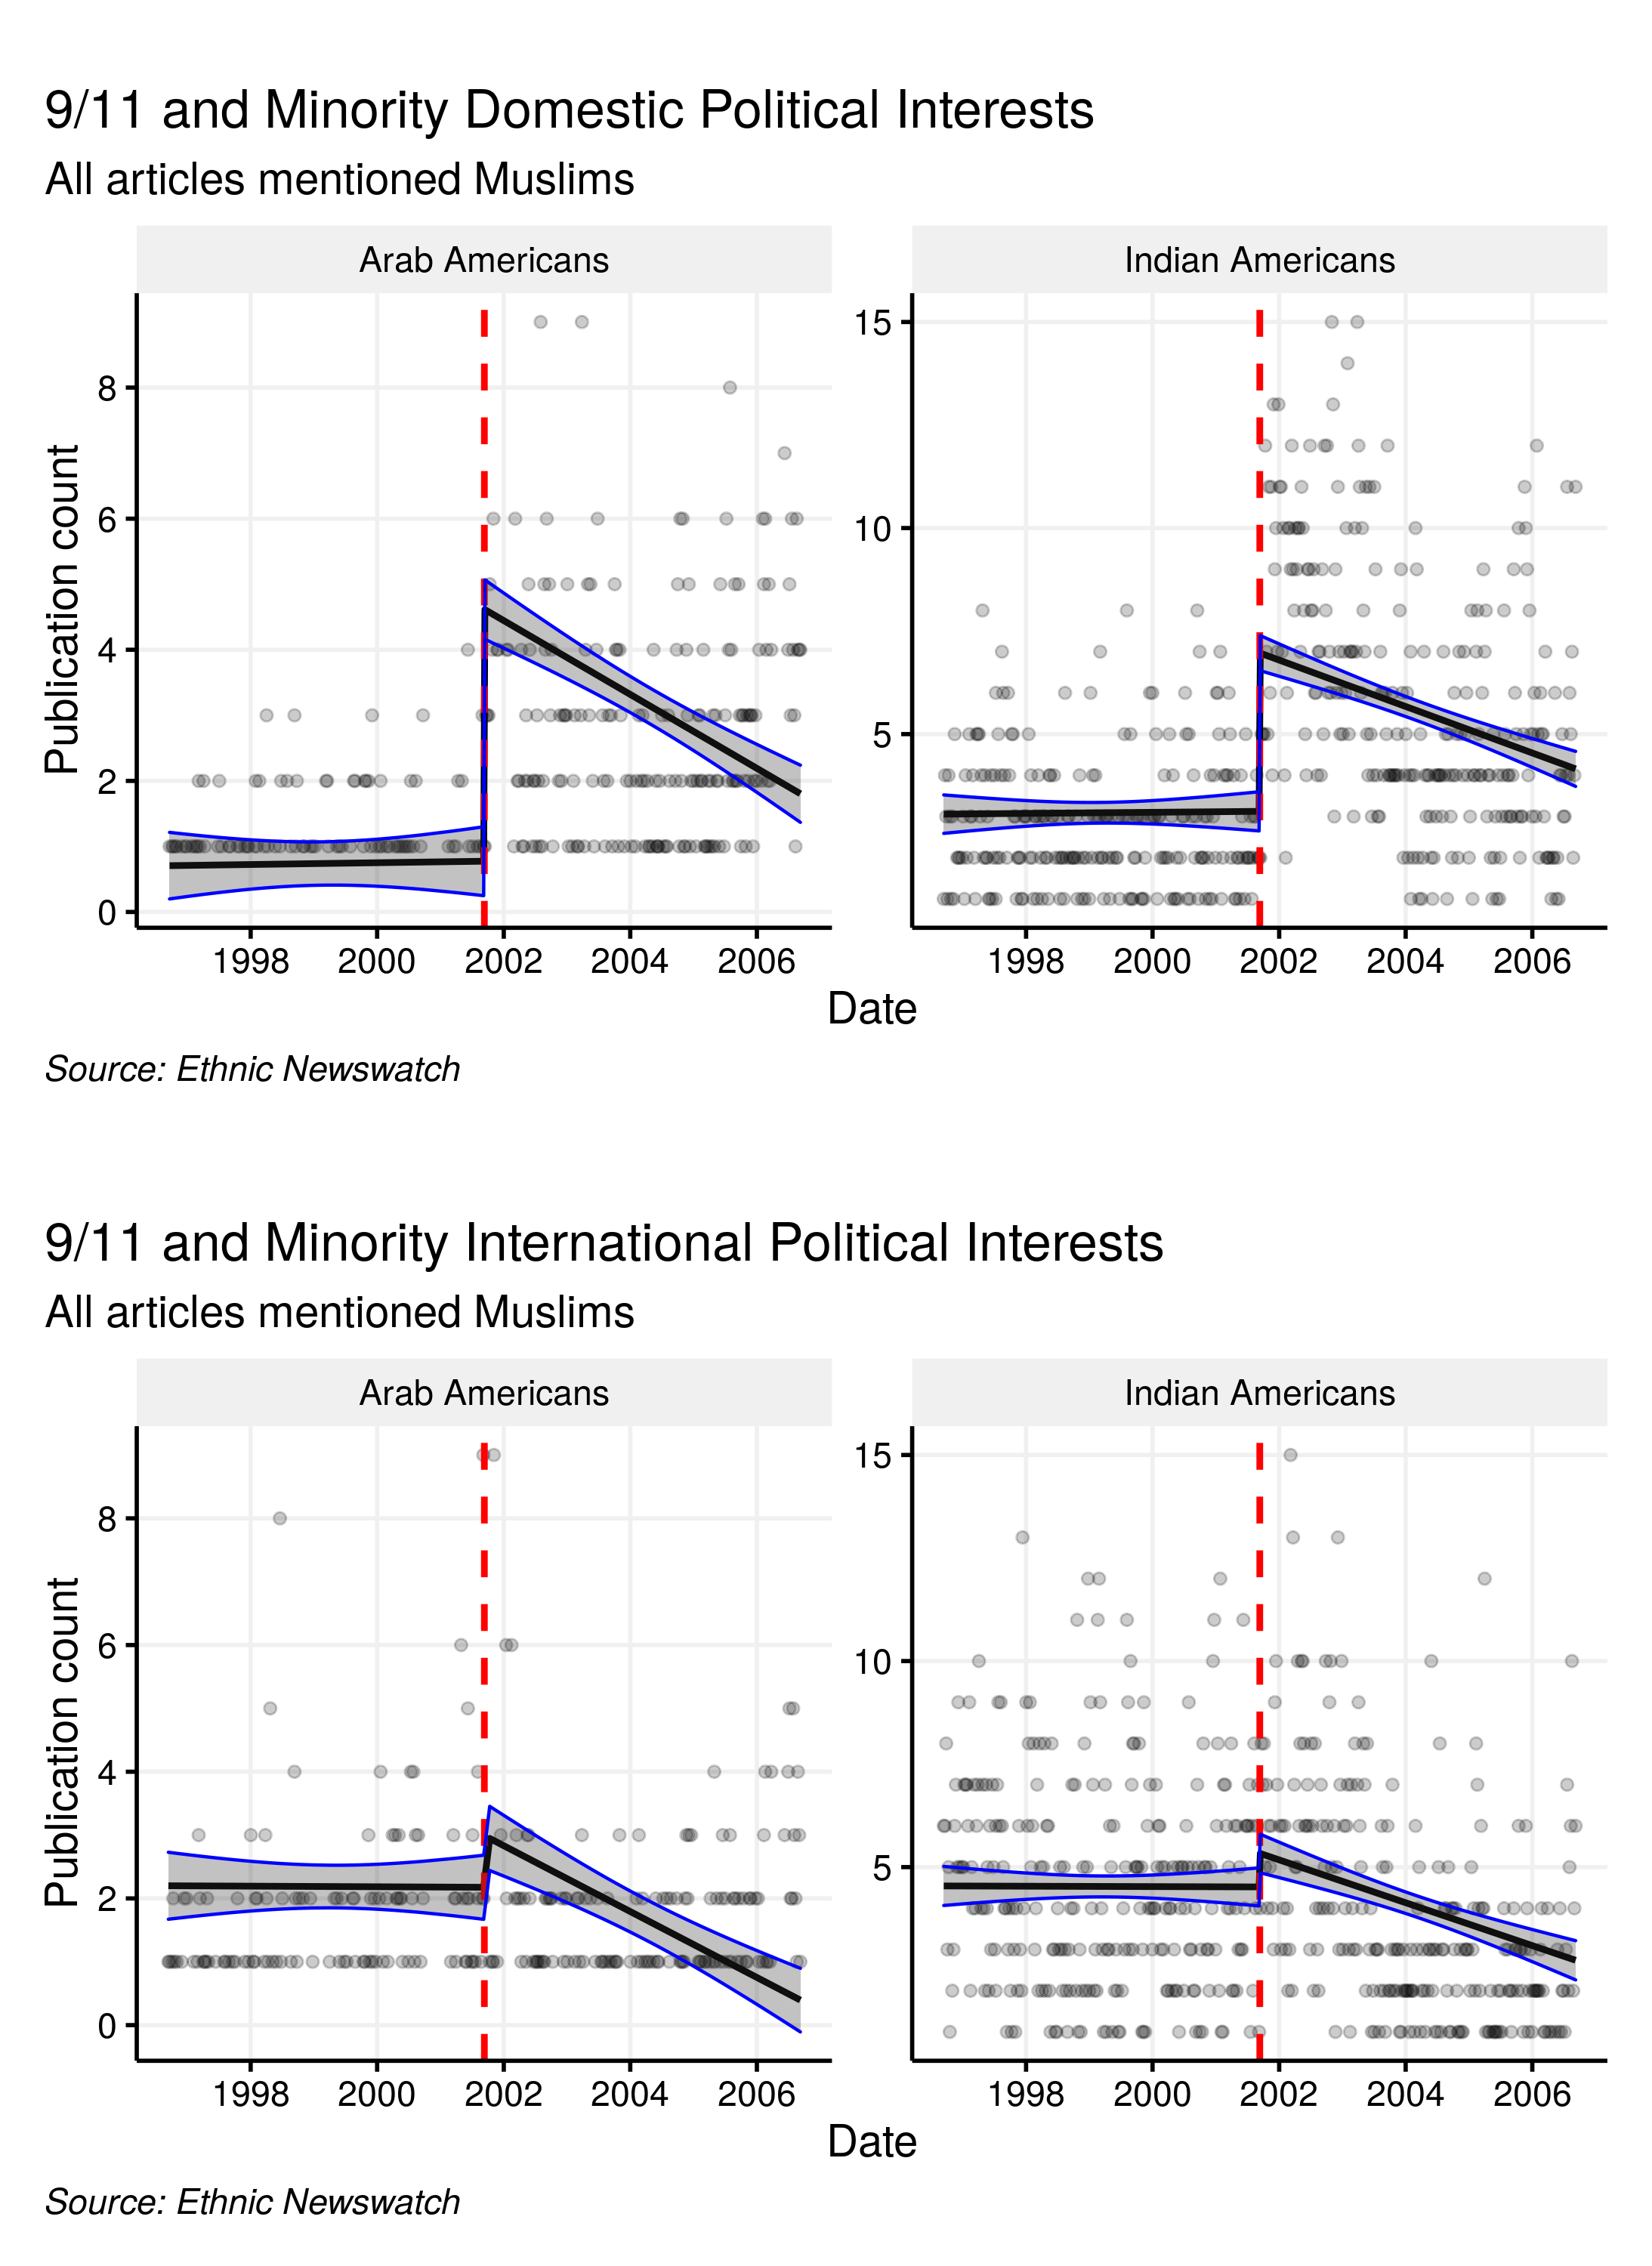 9/11 and Minority Domestic Political Interests
All articles mentioned Muslims
Arab Americans
Indian Americans
Publication count
8
6
4
2
0
15
10
5
1998 2000 2002 2004 2006
1998 2000 2002 2004 2006
Date
Source: Ethnic Newswatch
9/11 and Minority International Political Interests
All articles mentioned Muslims
Arab Americans
Indian Americans
Publication count
8
6
4
2
0
15
10
5
1998 2000 2002 2004 2006
1998 2000 2002 2004 2006
Date
Source: Ethnic Newswatch